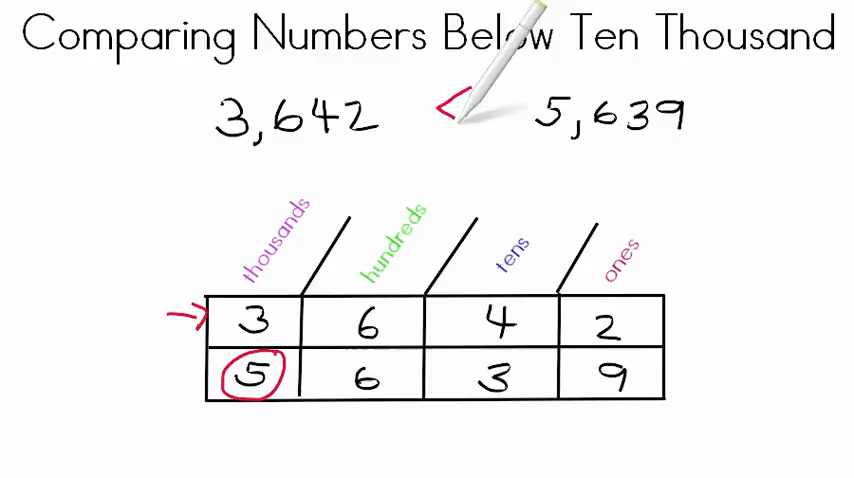 Comparing Numbers Below Ten Thousand
3,642 < 5,639
thousands hundreds tens ones
3 6 4 2
5 6 3 9